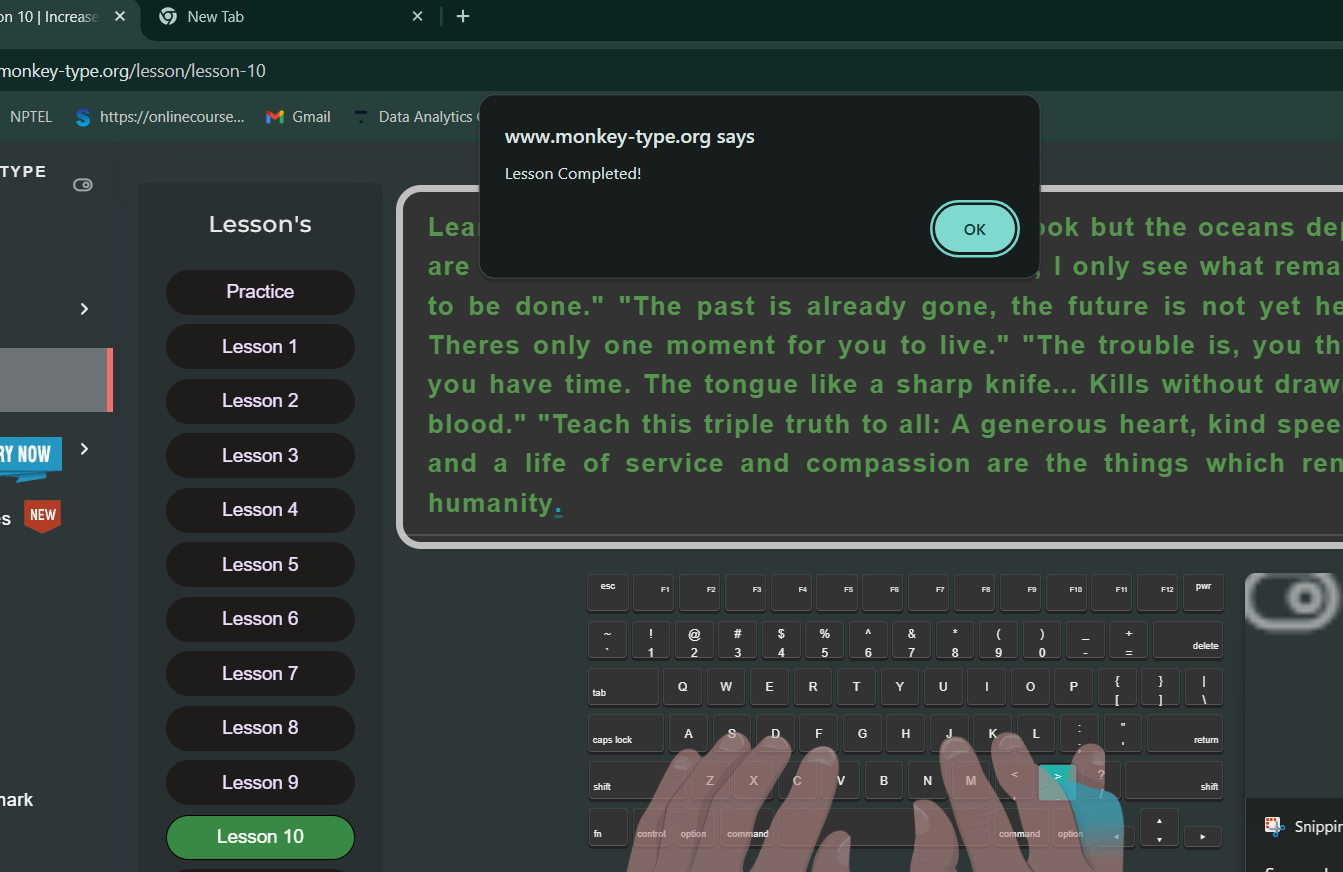 on 10 | Increase
New Tab
monkey-type.org/lesson/lesson-10
NPTEL
https://onlinecourse...
Gmail
Data Analytics
www.monkey-type.org says
Lesson Completed!
OK
TYPE
Lesson's
Practice
Lesson 1
Lesson 2
Lesson 3
Lesson 4
Lesson 5
Lesson 6
Lesson 7
Lesson 8
Lesson 9
Lesson 10
RY NOW
NEW
mark
Lea ook but the oceans de
are , I only see what rema
to be done." "The past is already gone, the future is not yet he
Theres only one moment for you to live." "The trouble is, you th
you have time. The tongue like a sharp knife... Kills without draw
blood." "Teach this triple truth to all: A generous heart, kind spee
and a life of service and compassion are the things which ren
humanity.
esc F1 F2 F3 F4 F5 F6 F7 F8 F9 F10 F11 F12 pwr
~ ! @ # $ % ^ & * ( ) _ +
` 1 2 3 4 5 6 7 8 9 0 - = delete
tab Q W E R T Y U I O P { } |
[ ] \
caps lock A S D F G H J K L : " return
; '
shift Z X C V B N M < > ? shift
, . /
fn control option command command option
Snippin